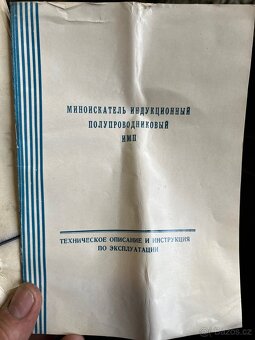 МИНОИСКАТЕЛЬ ИНДУКЦИОННЫЙ
ПОЛУПРОВОДНИКОВЫЙ
ИМП
ТЕХНИЧЕСКОЕ ОПИСАНИЕ И ИНСТРУКЦИЯ
ПО ЭКСПЛУАТАЦИИ